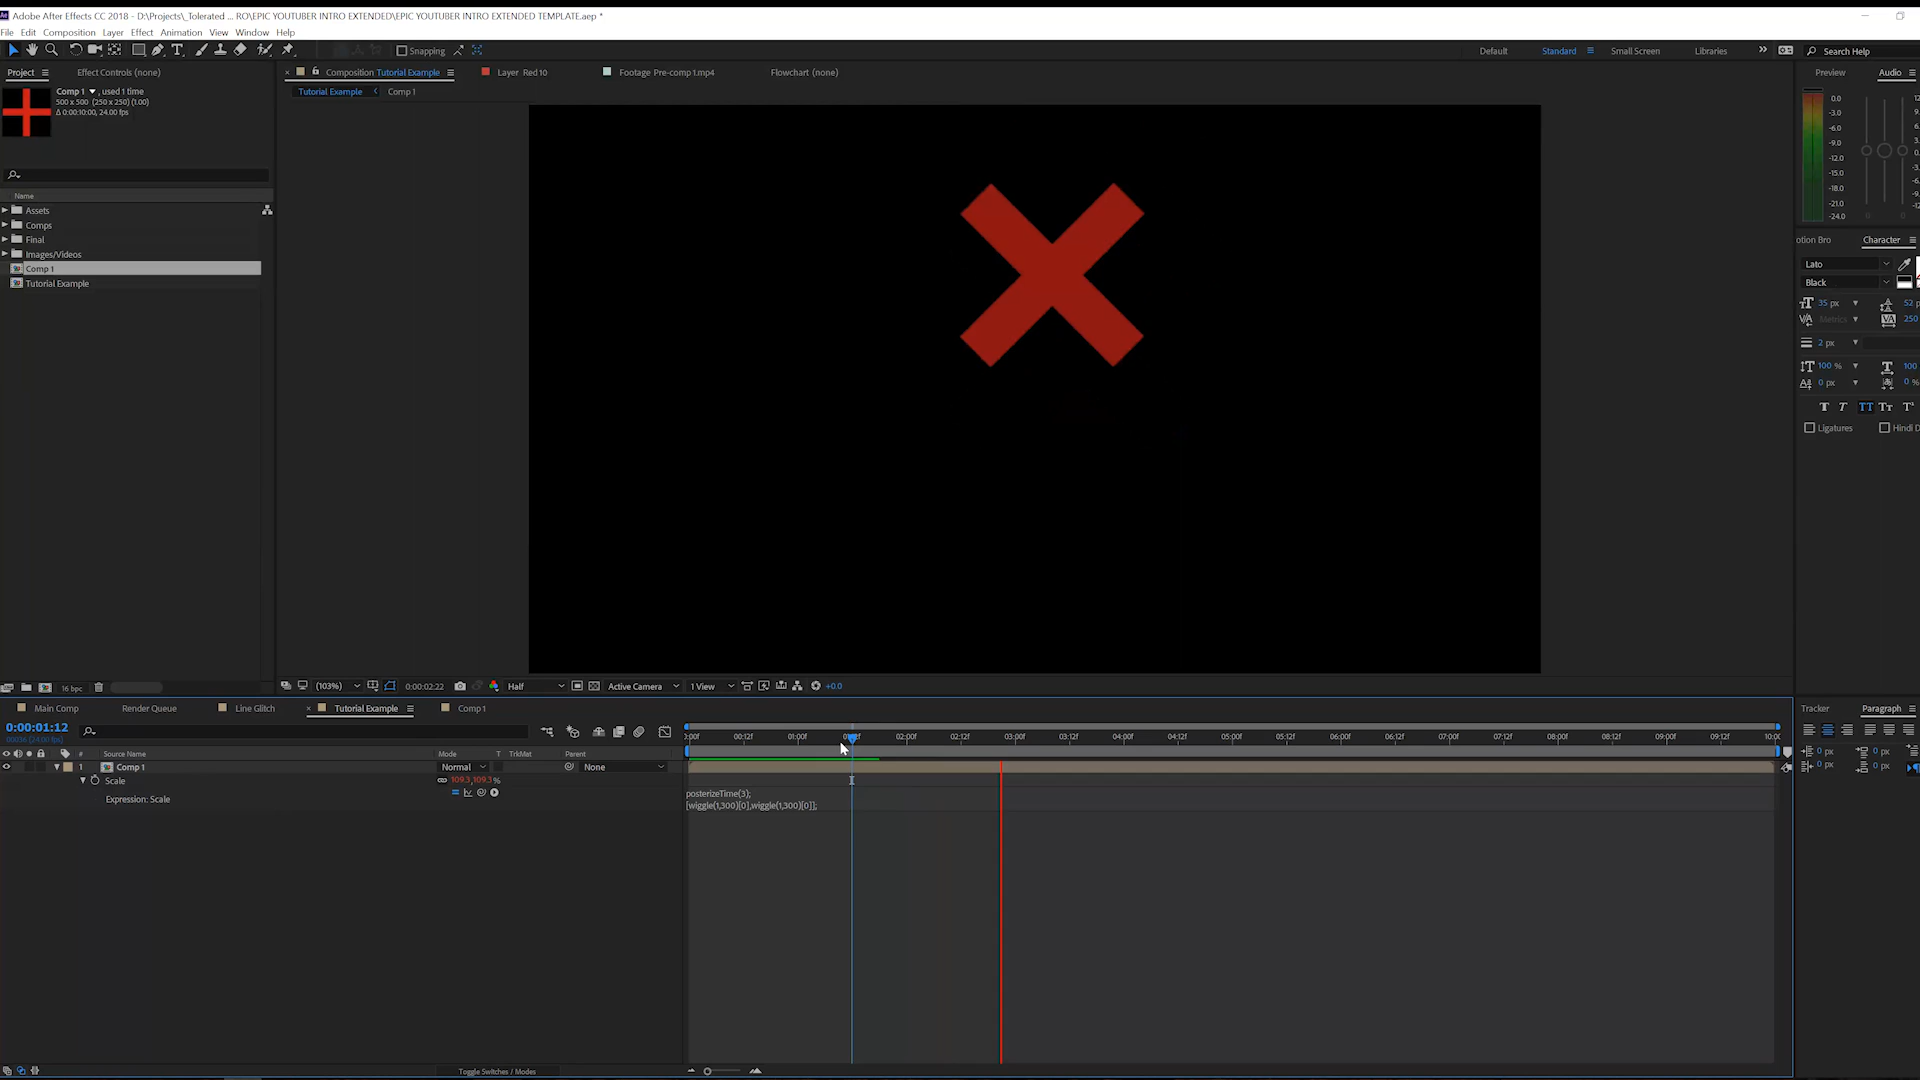 Adobe After Effects CC 2018 - D:\Projects\_Tolerated ... RO\EPIC YOUTUBER INTRO EXTENDED\EPIC YOUTUBER INTRO EXTENDED TEMPLATE.aep *
File Edit Composition Layer Effect Animation View Window Help
Snapping
Default Standard Small Screen Libraries Search Help
Project Effect Controls (none)
Composition Tutorial Example Layer Red 10 Footage Pre-comp 1.mp4 Flowchart (none)
Preview Audio
Tutorial Example Comp 1
Comp 1 , used 1 time
500 x 500 (250 x 250) (1.00)
Δ 0:00:10:00, 24.00 fps
0.0
-3.0
-6.0
-9.0
-12.0
-15.0
-18.0
-21.0
-24.0
Name
Assets
Comps
Final
Images/Videos
Comp 1
Tutorial Example
otion Bro Character
Lato
Black
35 px 52 p
Metrics 250
2 px
100 % 100
0 px 0 %
Ligatures Hindi D
16 bpc
(103%) 0:00:02:22 Half Active Camera 1 View +0.0
Main Comp Render Queue Line Glitch Tutorial Example Comp 1
Tracker Paragraph
0:00:01:12
00036 (24.00 fps)
00:12f 01:00f 02:00f 02:12f 03:00f 03:12f 04:00f 04:12f 05:00f 05:12f 06:00f 06:12f 07:00f 07:12f 08:00f 08:12f 09:00f 09:12f 10:00
# Source Name Mode T TrkMat Parent
1 Comp 1 Normal None
Scale 109.3,109.3 %
Expression: Scale
posterizeTime(3);
[wiggle(1,300)[0],wiggle(1,300)[0]];
0 px 0 px
0 px 0 px
Toggle Switches / Modes